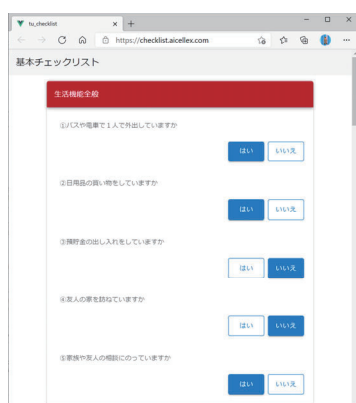 tu_checklist
https://checklist.aicellex.com
基本チェックリスト
生活機能全般
①バスや電車で1人で外出していますか
はい いいえ
②日用品の買い物をしていますか
はい いいえ
③預貯金の出し入れをしていますか
はい いいえ
④友人の家を訪ねていますか
はい いいえ
⑤家族や友人の相談にのっていますか
はい いいえ